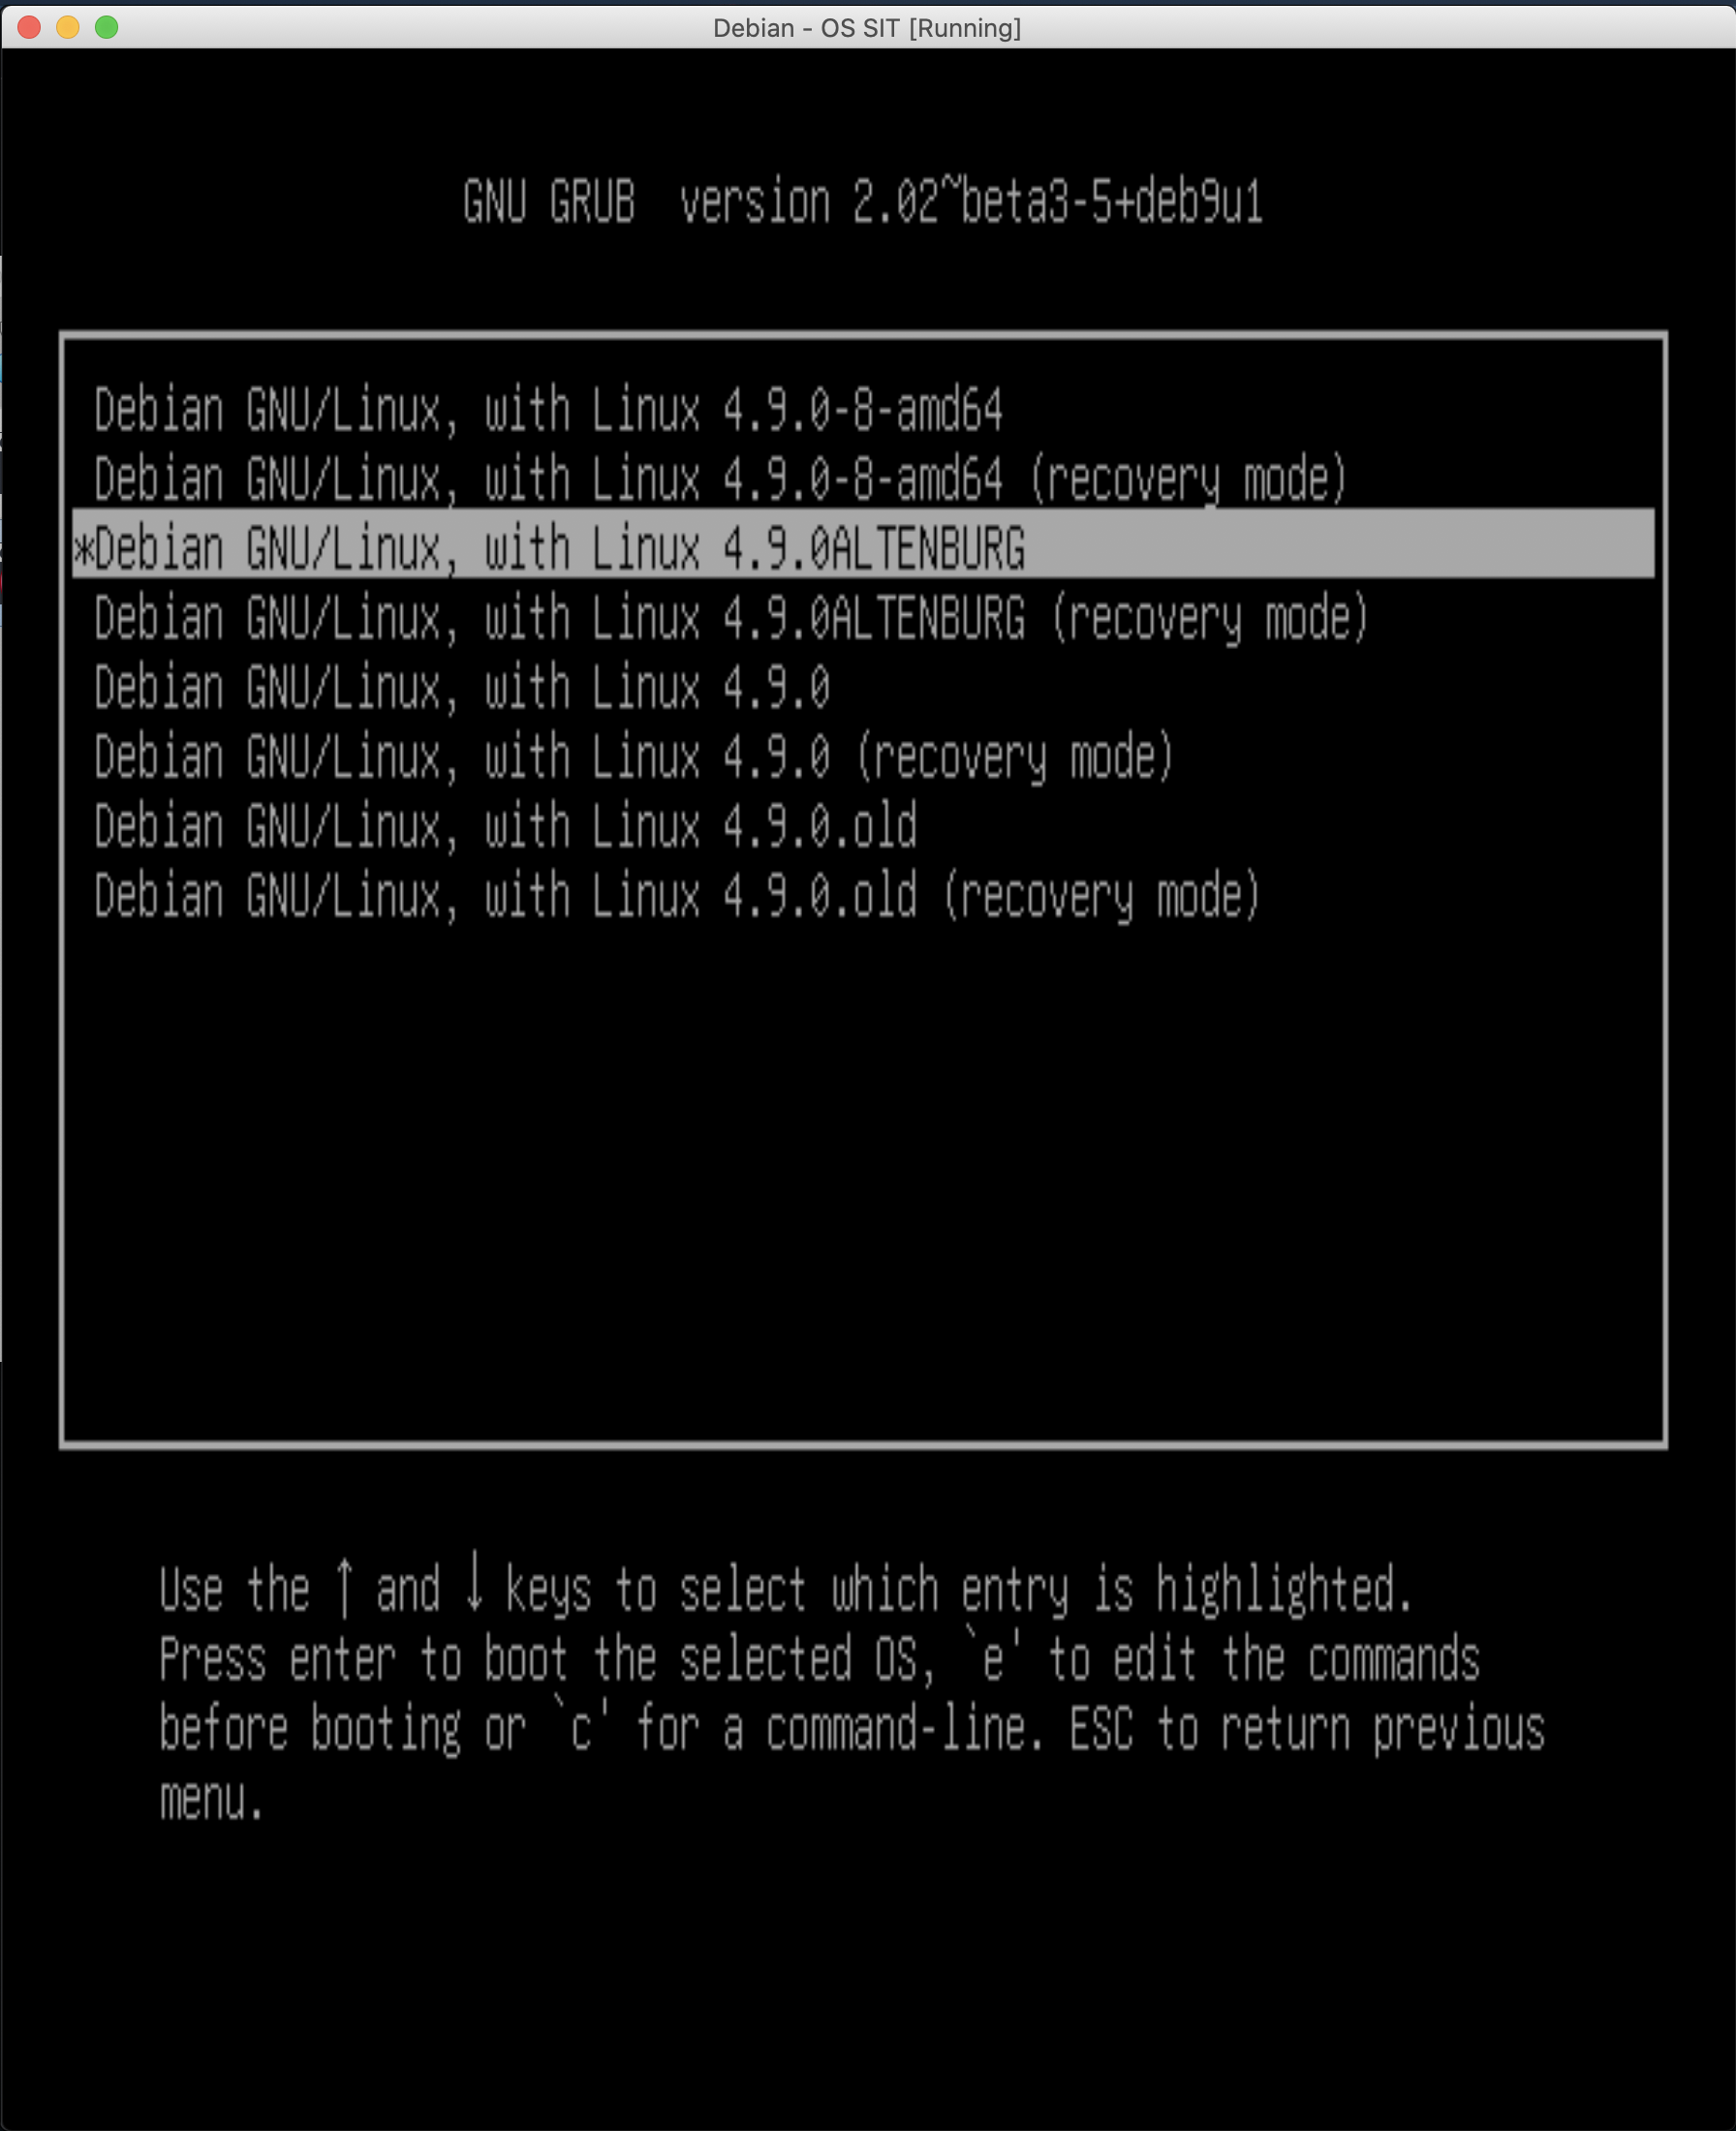 Debian - OS SIT [Running]
GNU GRUB  version 2.02~beta3-5+deb9u1
Debian GNU/Linux, with Linux 4.9.0-8-amd64
Debian GNU/Linux, with Linux 4.9.0-8-amd64 (recovery mode)
*Debian GNU/Linux, with Linux 4.9.0ALTENBURG
Debian GNU/Linux, with Linux 4.9.0ALTENBURG (recovery mode)
Debian GNU/Linux, with Linux 4.9.0
Debian GNU/Linux, with Linux 4.9.0 (recovery mode)
Debian GNU/Linux, with Linux 4.9.0.old
Debian GNU/Linux, with Linux 4.9.0.old (recovery mode)
Use the ↑ and ↓ keys to select which entry is highlighted.
Press enter to boot the selected OS, `e' to edit the commands
before booting or `c' for a command-line. ESC to return previous
menu.